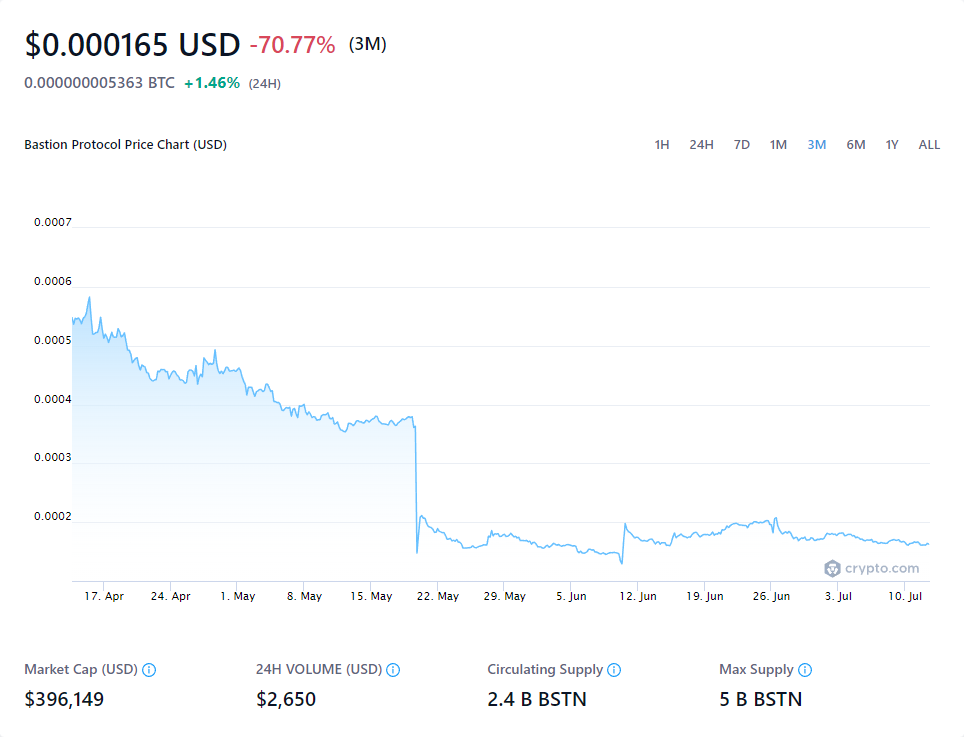 $0.000165 USD -70.77% (3M)
0.000000005363 BTC +1.46% (24H)
Bastion Protocol Price Chart (USD)
1H 24H 7D 1M 3M 6M 1Y ALL
0.0007
0.0006
0.0005
0.0004
0.0003
0.0002
crypto.com
17. Apr 24. Apr 1. May 8. May 15. May 22. May 29. May 5. Jun 12. Jun 19. Jun 26. Jun 3. Jul 10. Jul
Market Cap (USD) 24H VOLUME (USD) Circulating Supply Max Supply
$396,149 $2,650 2.4 B BSTN 5 B BSTN